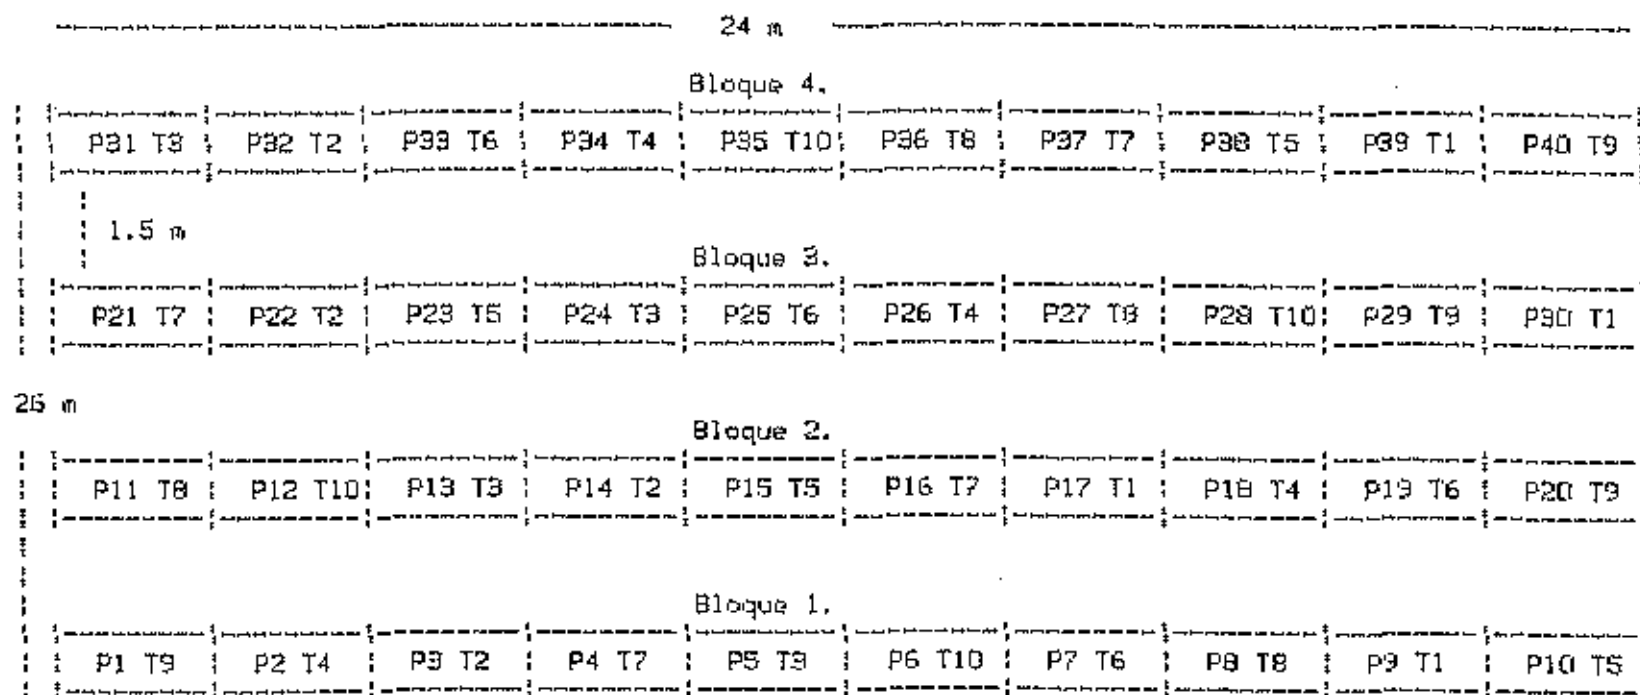 24 m
Bloque 4.
P31 T3 P32 T2 P33 T6 P34 T4 P35 T10 P36 T8 P37 T7 P38 T5 P39 T1 P40 T9
1.5 m
Bloque 3.
P21 T7 P22 T2 P23 T5 P24 T3 P25 T6 P26 T4 P27 T8 P28 T10 P29 T9 P30 T1
26 m
Bloque 2.
P11 T8 P12 T10 P13 T3 P14 T2 P15 T5 P16 T7 P17 T1 P18 T4 P19 T6 P20 T9
Bloque 1.
P1 T9 P2 T4 P3 T2 P4 T7 P5 T3 P6 T10 P7 T6 P8 T8 P9 T1 P10 T5